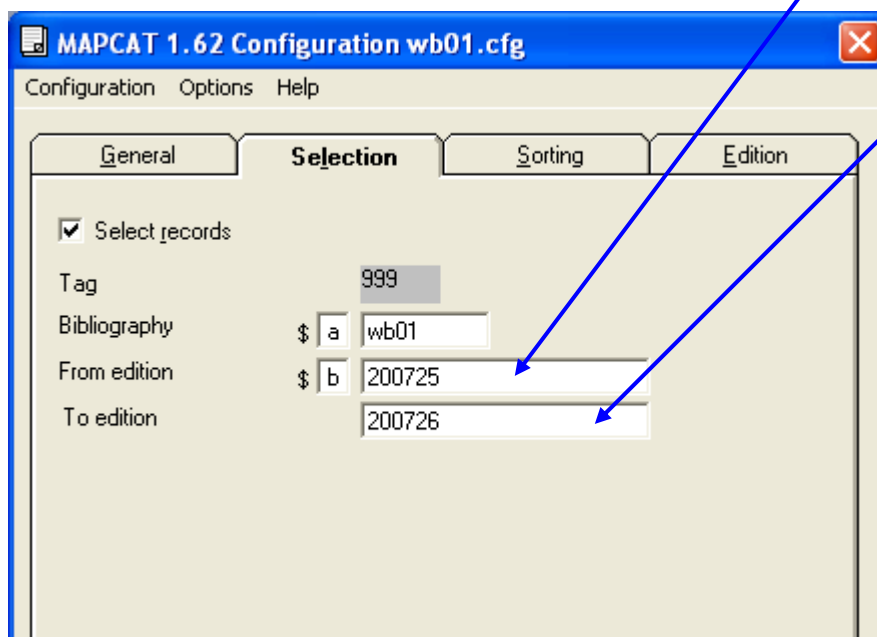 MAPCAT 1.62 Configuration wb01.cfg
Configuration Options Help
General Selection Sorting Edition
Select records
Tag 999
Bibliography $ a wb01
From edition $ b 200725
To edition 200726